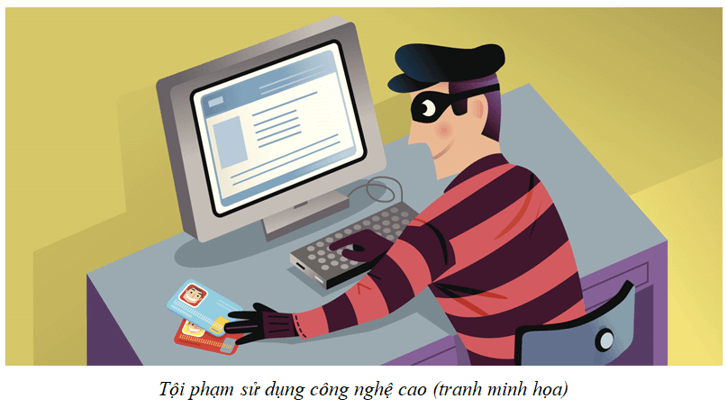 Tội phạm sử dụng công nghệ cao (tranh minh họa)